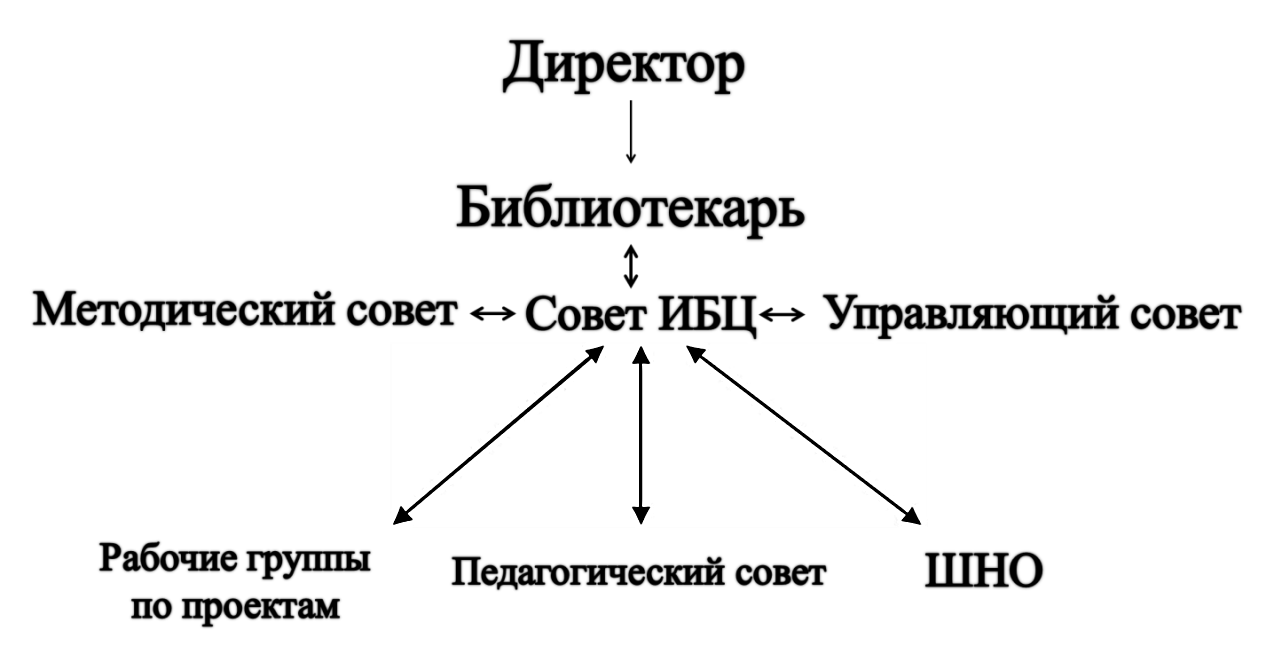 Директор
Библиотекарь
Методический совет
Совет ИБЦ
Управляющий совет
Рабочие группы
по проектам
Педагогический совет
ШНО